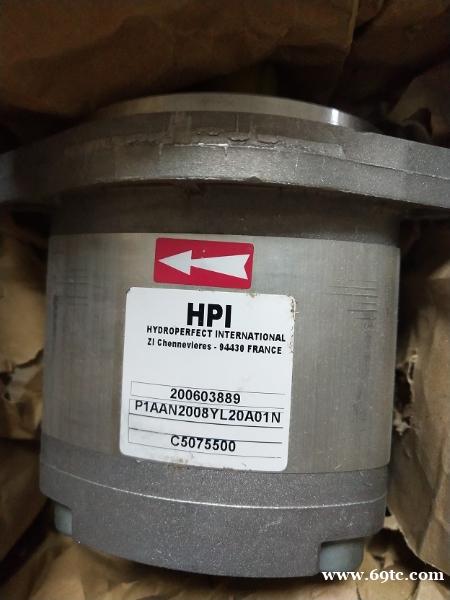 HPI
HYDROPERFECT INTERNATIONAL
ZI Chennevieres - 94430 FRANCE
200603889
P1AAN2008YL20A01N
C5075500
www.69tc.com